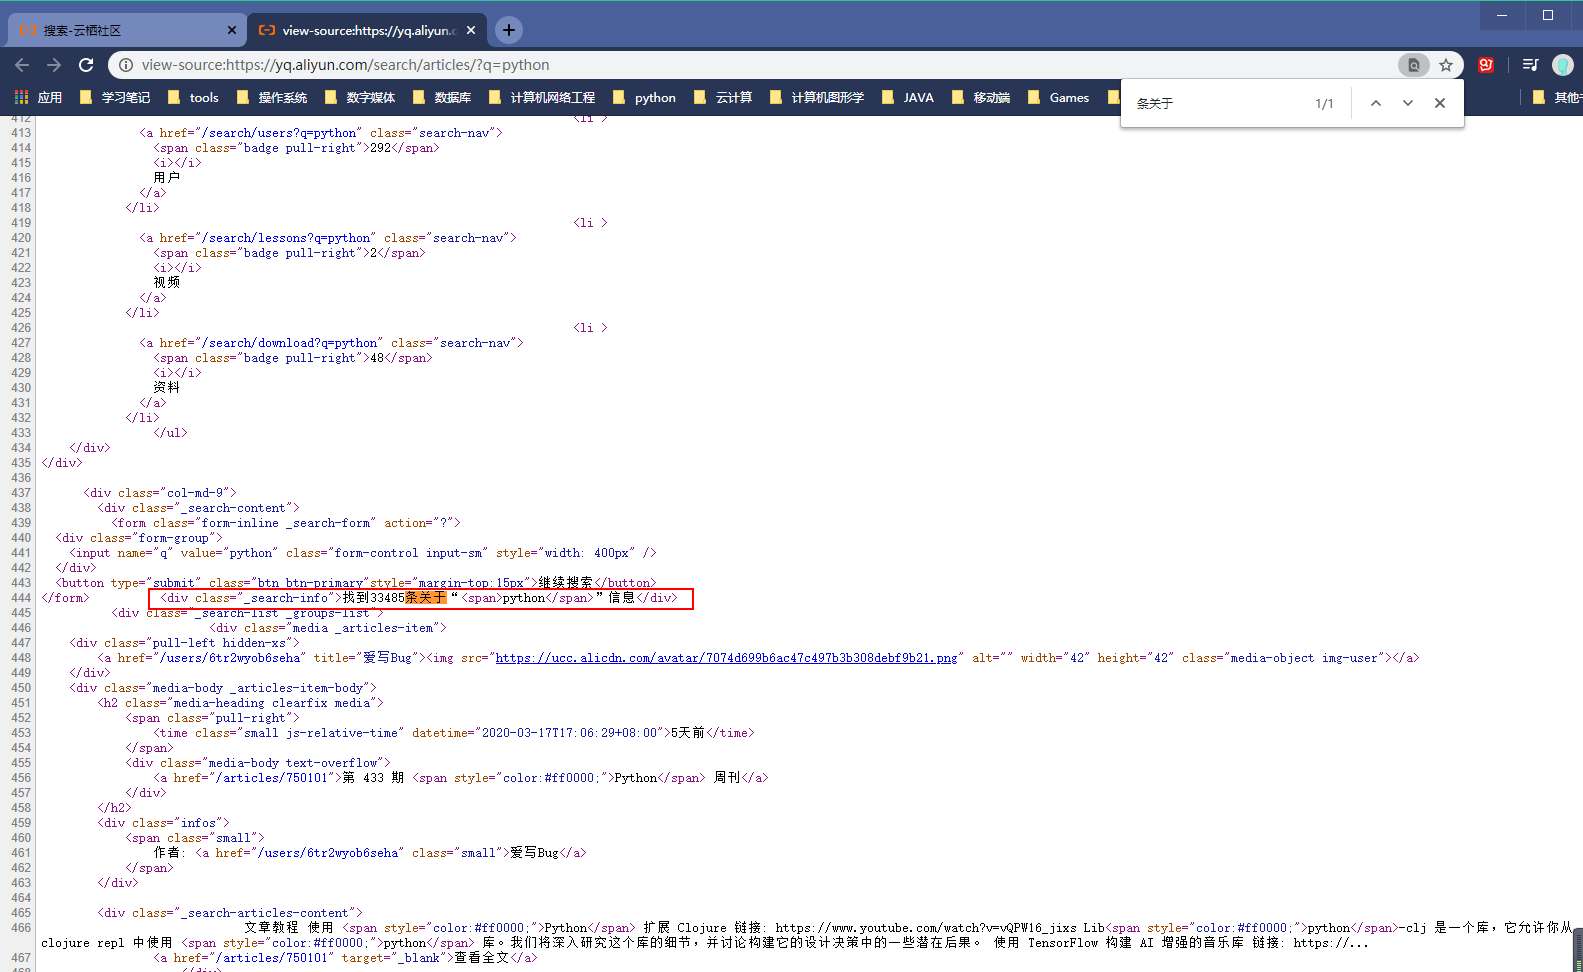 搜索-云栖社区
view-source:https://yq.aliyun.c
view-source:https://yq.aliyun.com/search/articles/?q=python
应用 学习笔记 tools 操作系统 数字媒体 数据库 计算机网络工程 python 云计算 计算机图形学 JAVA 移动端 Games 其他
条关于 1/1
412 <li >
413 <a href="/search/users?q=python" class="search-nav">
414 <span class="badge pull-right">292</span>
415 <i></i>
416 用户
417 </a>
418 </li>
419 <li >
420 <a href="/search/lessons?q=python" class="search-nav">
421 <span class="badge pull-right">2</span>
422 <i></i>
423 视频
424 </a>
425 </li>
426 <li >
427 <a href="/search/download?q=python" class="search-nav">
428 <span class="badge pull-right">48</span>
429 <i></i>
430 资料
431 </a>
432 </li>
433 </ul>
434 </div>
435 </div>
436
437 <div class="col-md-9">
438 <div class="_search-content">
439 <form class="form-inline _search-form" action="?">
440 <div class="form-group">
441 <input name="q" value="python" class="form-control input-sm" style="width: 400px" />
442 </div>
443 <button type="submit" class="btn btn-primary"style="margin-top:15px">继续搜索</button>
444 </form> <div class="_search-info">找到33485条关于“<span>python</span>”信息</div>
445 <div class="_search-list _groups-list">
446 <div class="media _articles-item">
447 <div class="pull-left hidden-xs">
448 <a href="/users/6tr2wyob6seha" title="爱写Bug"><img src="https://ucc.alicdn.com/avatar/7074d699b6ac47c497b3b308debf9b21.png" alt="" width="42" height="42" class="media-object img-user"></a>
449 </div>
450 <div class="media-body _articles-item-body">
451 <h2 class="media-heading clearfix media">
452 <span class="pull-right">
453 <time class="small js-relative-time" datetime="2020-03-17T17:06:29+08:00">5天前</time>
454 </span>
455 <div class="media-body text-overflow">
456 <a href="/articles/750101">第 433 期 <span style="color:#ff0000;">Python</span> 周刊</a>
457 </div>
458 </h2>
459 <div class="infos">
460 <span class="small">
461 作者: <a href="/users/6tr2wyob6seha" class="small">爱写Bug</a>
462 </span>
463 </div>
464
465 <div class="_search-articles-content">
466 文章教程 使用 <span style="color:#ff0000;">Python</span> 扩展 Clojure 链接: https://www.youtube.com/watch?v=vQPW16_jixs Lib<span style="color:#ff0000;">python</span>-clj 是一个库，它允许你从
clojure repl 中使用 <span style="color:#ff0000;">python</span> 库。我们将深入研究这个库的细节，并讨论构建它的设计决策中的一些潜在后果。 使用 TensorFlow 构建 AI 增强的音乐库 链接: https://...
467 <a href="/articles/750101" target="_blank">查看全文</a>
468 </div>